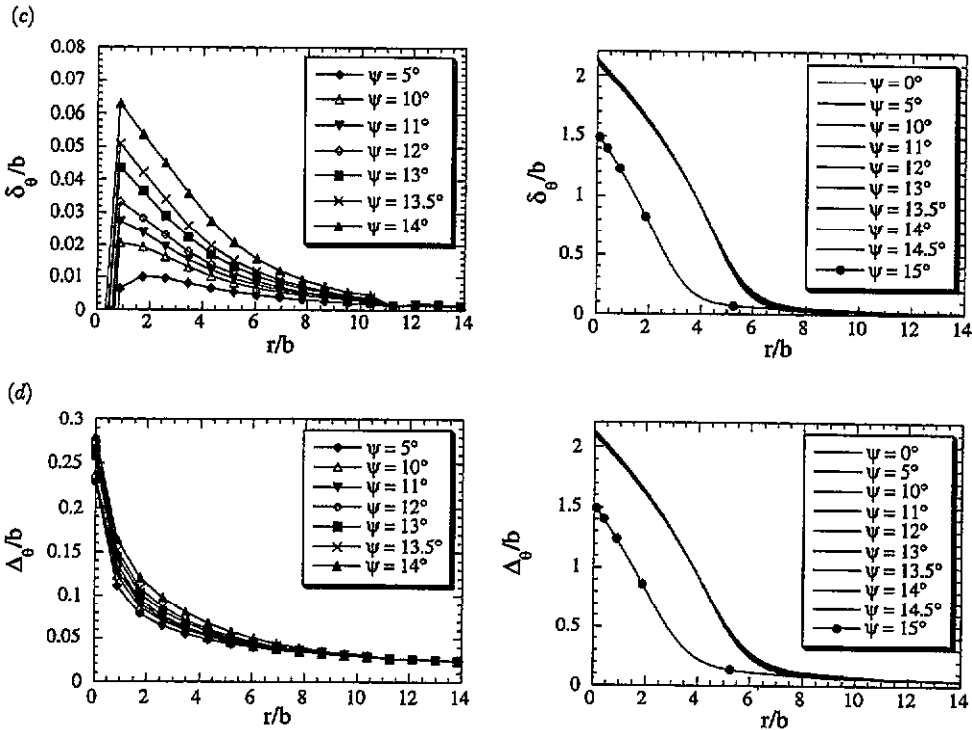 (c)
0.08
0.07
0.06
0.05
0.04
0.03
0.02
0.01
0
δ_θ/b
0 2 4 6 8 10 12 14
r/b
ψ = 5°
ψ = 10°
ψ = 11°
ψ = 12°
ψ = 13°
ψ = 13.5°
ψ = 14°
2
1.5
1
0.5
0
δ_θ/b
0 2 4 6 8 10 12 14
r/b
ψ = 0°
ψ = 5°
ψ = 10°
ψ = 11°
ψ = 12°
ψ = 13°
ψ = 13.5°
ψ = 14°
ψ = 14.5°
ψ = 15°
(d)
0.3
0.25
0.2
0.15
0.1
0.05
0
Δ_θ/b
0 2 4 6 8 10 12 14
r/b
ψ = 5°
ψ = 10°
ψ = 11°
ψ = 12°
ψ = 13°
ψ = 13.5°
ψ = 14°
2
1.5
1
0.5
0
Δ_θ/b
0 2 4 6 8 10 12 14
r/b
ψ = 0°
ψ = 5°
ψ = 10°
ψ = 11°
ψ = 12°
ψ = 13°
ψ = 13.5°
ψ = 14°
ψ = 14.5°
ψ = 15°